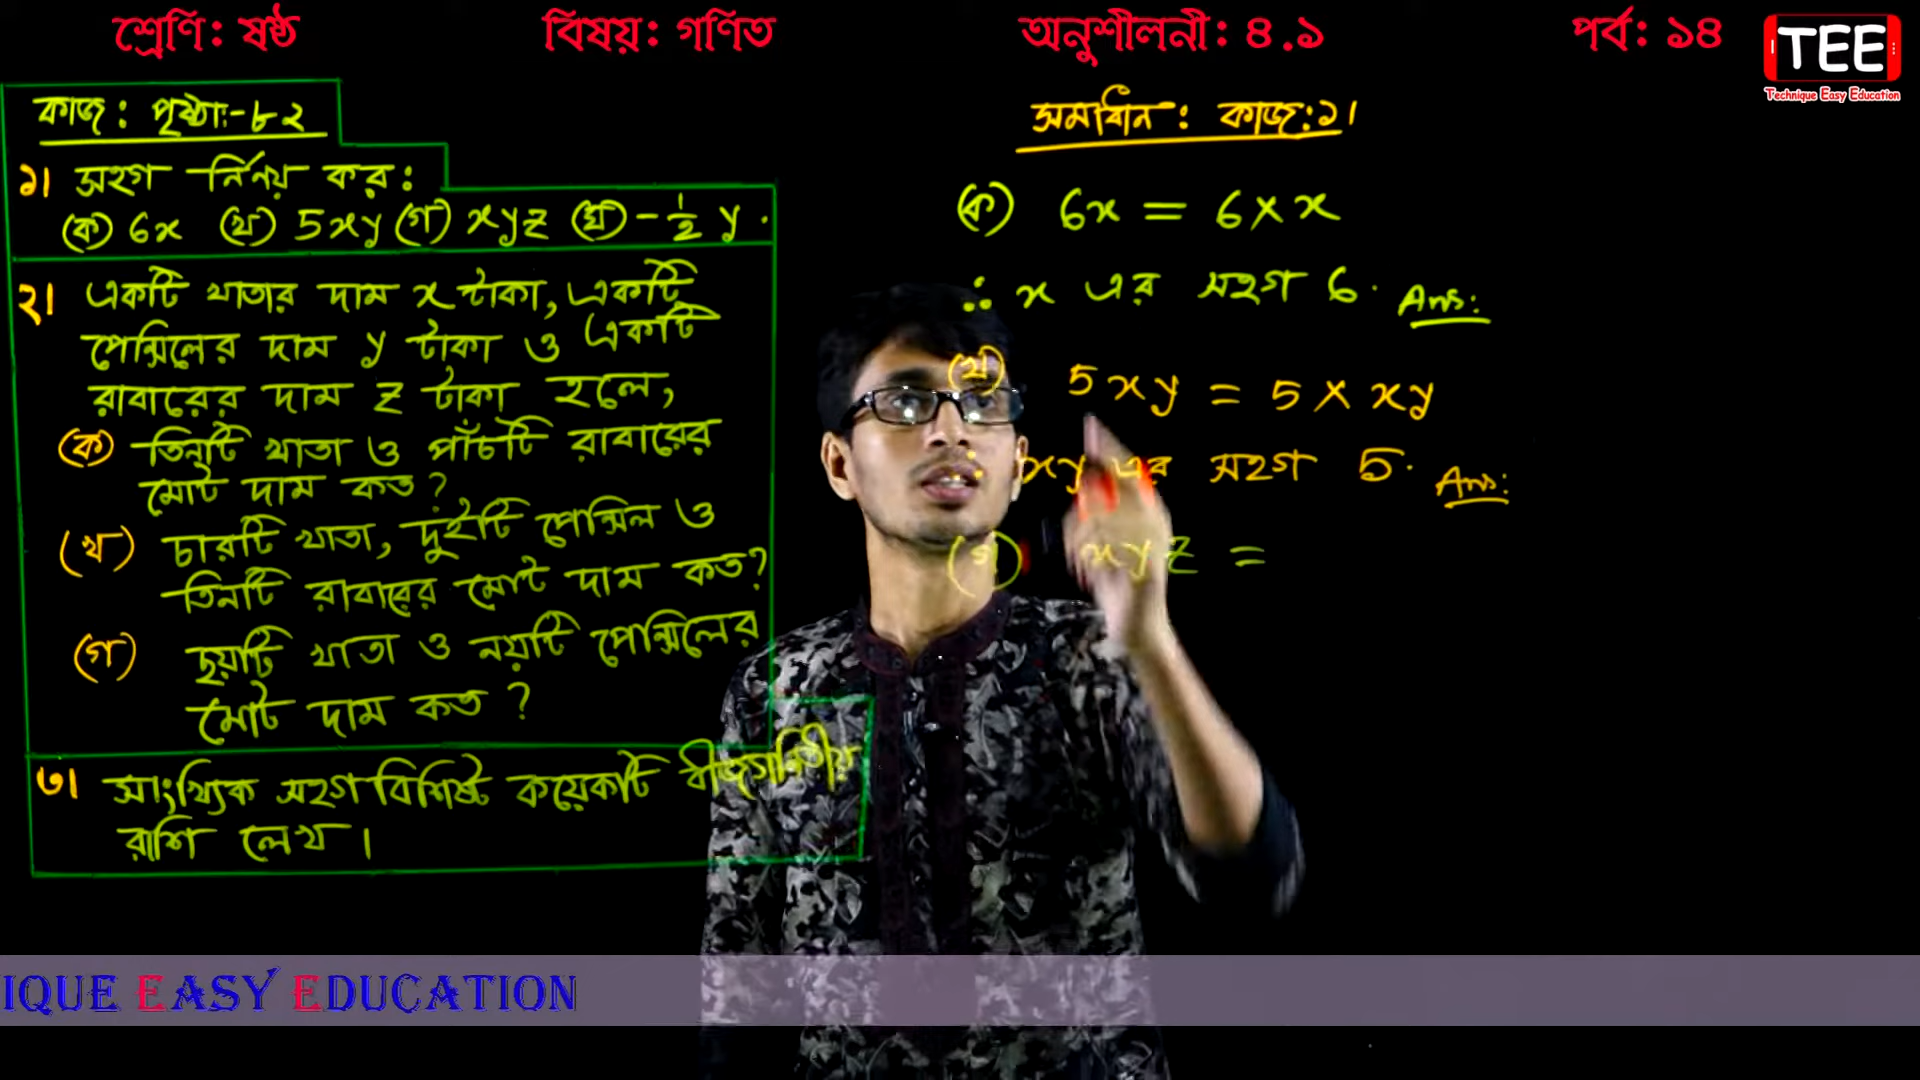 শ্রেণি: ষষ্ঠ বিষয়: গণিত অনুশীলনী: ৪.১ পর্ব: ১৪
TEE
Technique Easy Education
কাজ: পৃষ্ঠা:-৮২
১। সহগ নির্ণয় কর:
(ক) 6x (খ) 5xy (গ) xyz (ঘ) -1/2 y.
২। একটি খাতার দাম x টাকা, একটি
পেন্সিলের দাম y টাকা ও একটি
রাবারের দাম z টাকা হলে,
(ক) তিনটি খাতা ও পাঁচটি রাবারের
মোট দাম কত?
(খ) চারটি খাতা, দুইটি পেন্সিল ও
তিনটি রাবারের মোট দাম কত?
(গ) ছয়টি খাতা ও নয়টি পেন্সিলের
মোট দাম কত?
৩। সাংখ্যিক সহগ বিশিষ্ট কয়েকটি বীজগণিতীয়
রাশি লেখ।
সমাধান: কাজ:১।
(ক) 6x = 6 × x
∴ x এর সহগ 6. Ans:
(খ) 5xy = 5 × xy
∴ xy এর সহগ 5. Ans:
(গ) xyz =
IQUE EASY EDUCATION